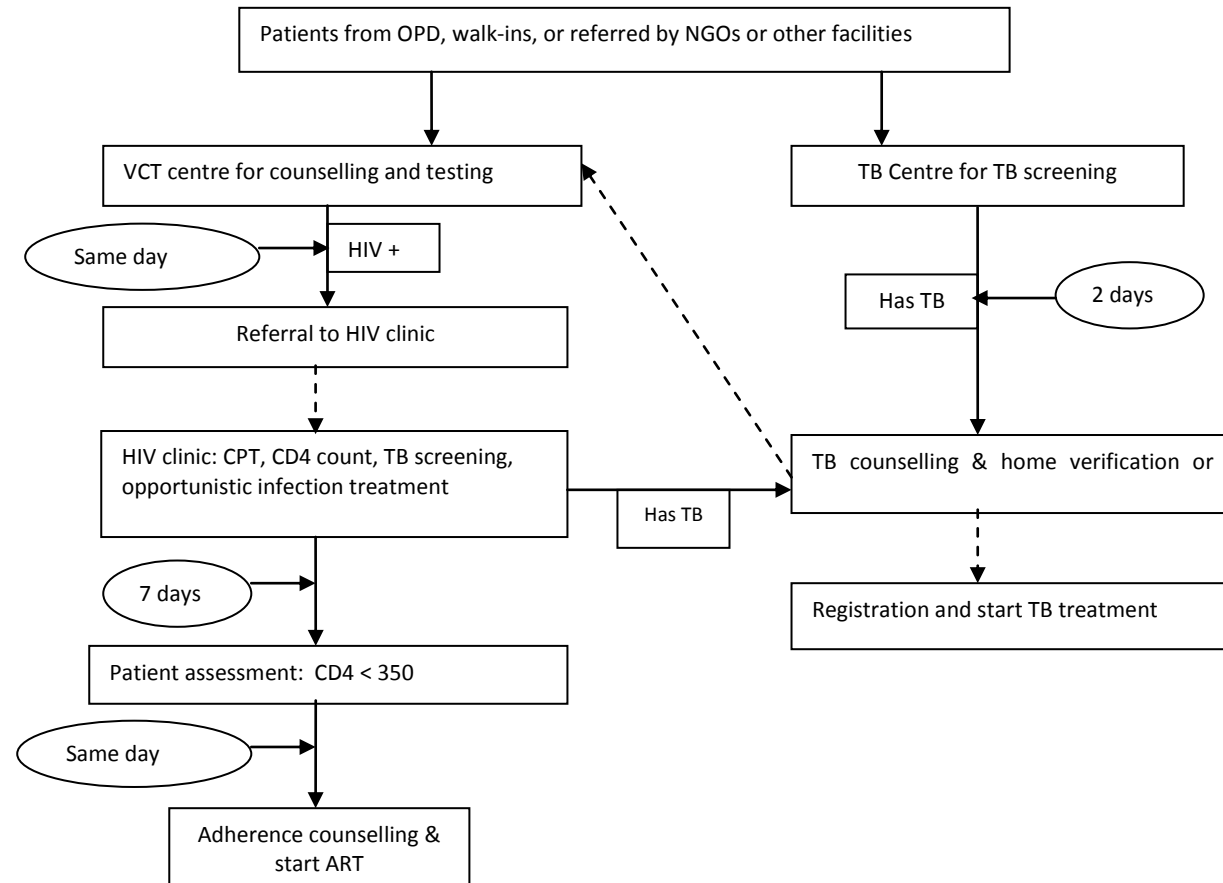 Patients from OPD, walk-ins, or referred by NGOs or other facilities
VCT centre for counselling and testing
TB Centre for TB screening
Same day
HIV +
Has TB
2 days
Referral to HIV clinic
HIV clinic: CPT, CD4 count, TB screening,
opportunistic infection treatment
TB counselling & home verification or
Has TB
7 days
Registration and start TB treatment
Patient assessment: CD4 < 350
Same day
Adherence counselling &
start ART